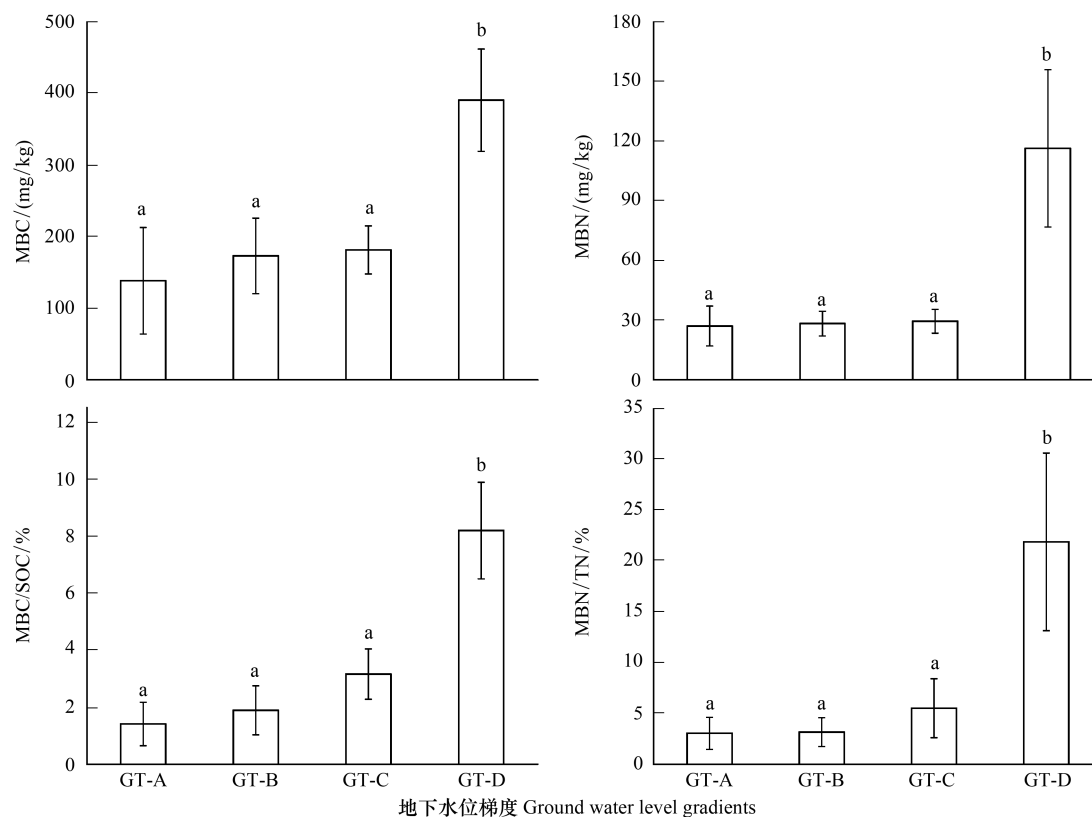 500
400
300
200
100
0
MBC/(mg/kg)
a
a
a
b
180
150
120
90
60
30
0
MBN/(mg/kg)
a
a
a
b
12
10
8
6
4
2
0
MBC/SOC/%
a
a
a
b
GT-A GT-B GT-C GT-D
35
30
25
20
15
10
5
0
MBN/TN/%
a
a
a
b
GT-A GT-B GT-C GT-D
地下水位梯度 Ground water level gradients